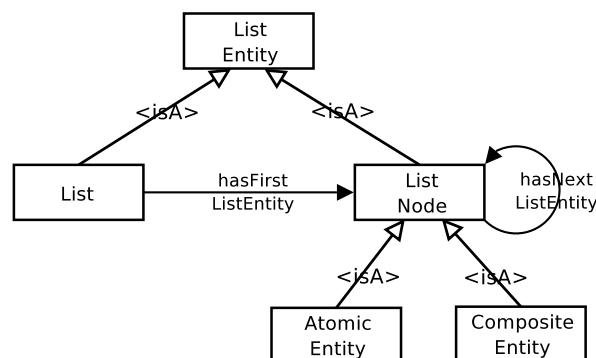 List
Entity
<isA>
<isA>
List
hasFirst
ListEntity
List
Node
hasNext
ListEntity
<isA>
<isA>
Atomic
Entity
Composite
Entity